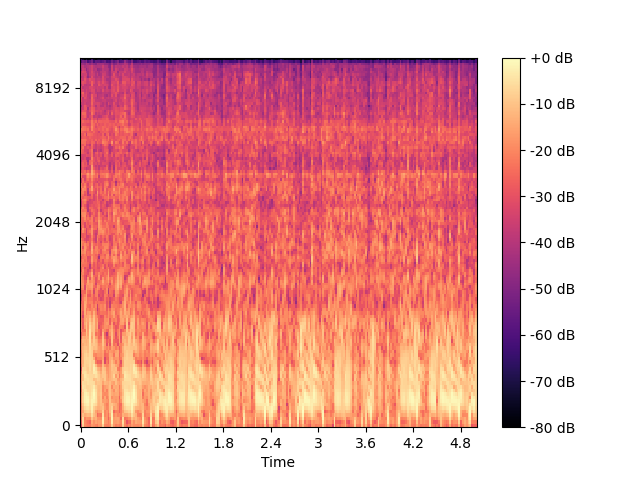 +0 dB
8192
-10 dB
4096
-20 dB
-30 dB
2048
-40 dB
Hz
1024
-50 dB
-60 dB
512
-70 dB
0
-80 dB
0 0.6 1.2 1.8 2.4 3 3.6 4.2 4.8
Time